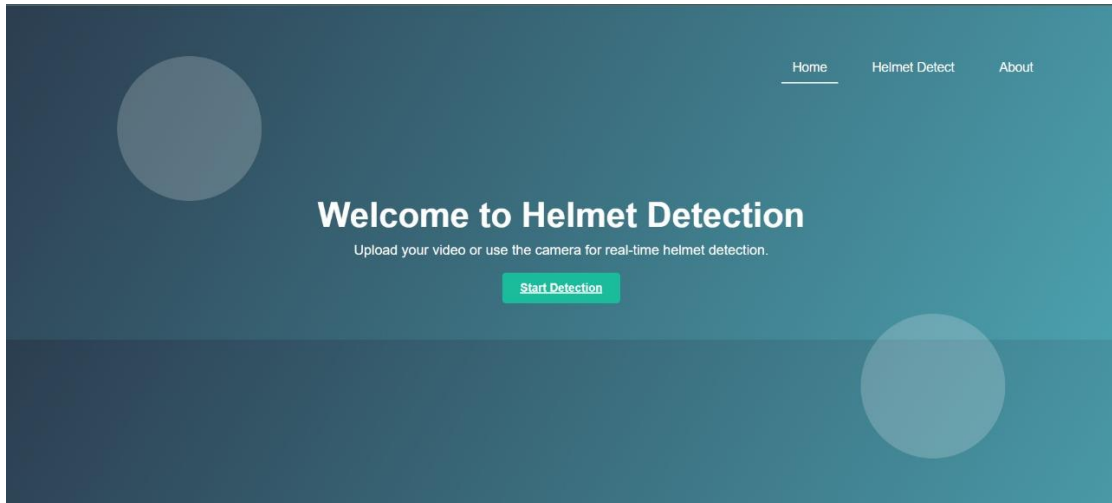 Home Helmet Detect About
Welcome to Helmet Detection
Upload your video or use the camera for real-time helmet detection.
Start Detection